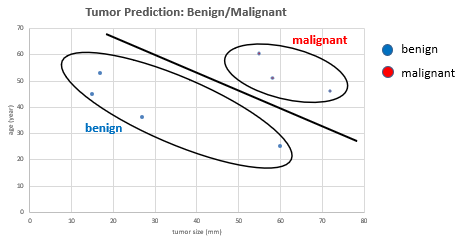 Tumor Prediction: Benign/Malignant
70
60
50
40
30
20
10
0
age (year)
malignant
benign
0 10 20 30 40 50 60 70 80
tumor size (mm)
benign
malignant